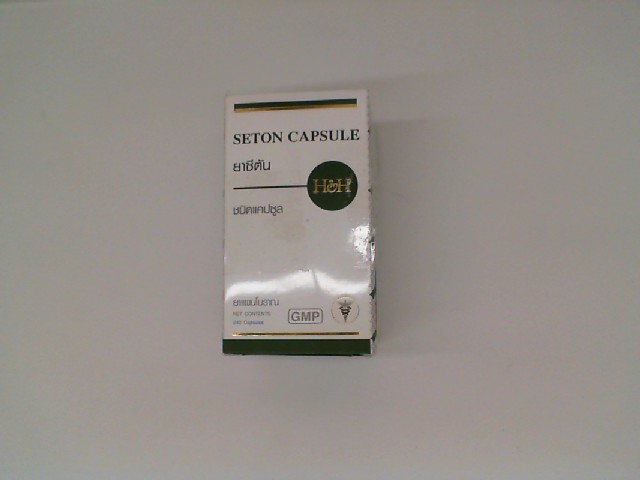 SETON CAPSULE
ยาซีตัน
H&H
ชนิดแคปซูล
ยาแผนโบราณ
NET CONTENTS
Capsules
GMP